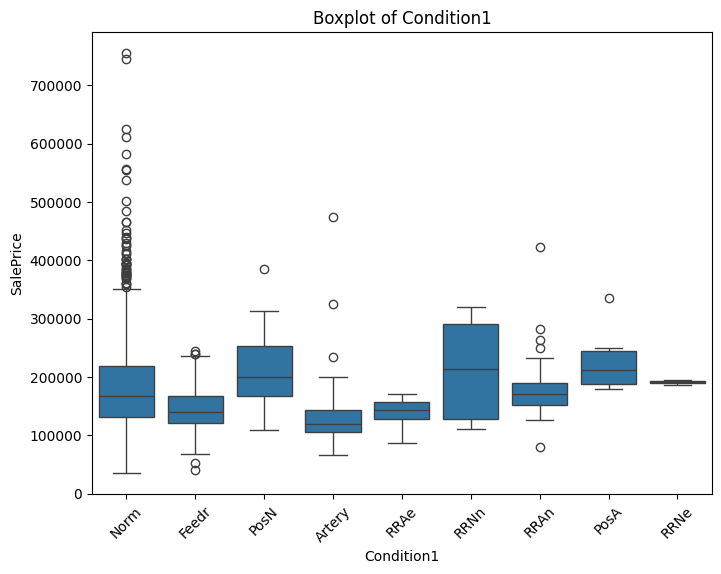 Boxplot of Condition1
SalePrice
700000
600000
500000
400000
300000
200000
100000
0
Norm
Feedr
PosN
Artery
RRAe
RRNn
RRAn
PosA
RRNe
Condition1